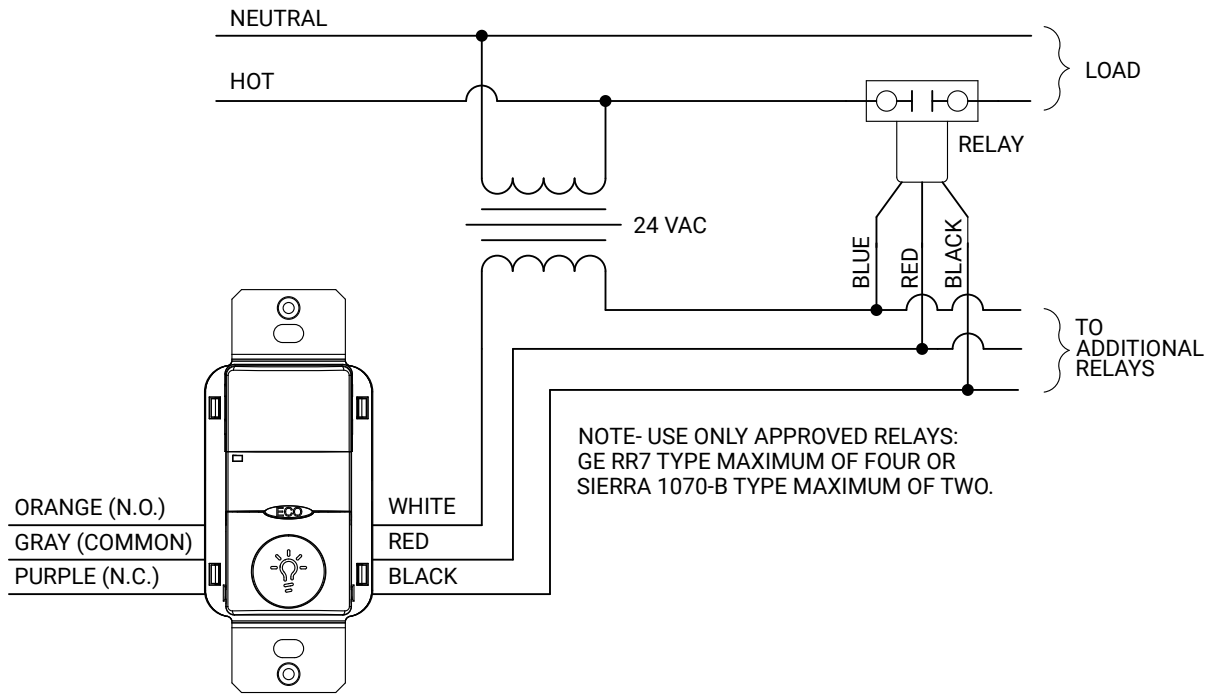 NEUTRAL
HOT
LOAD
RELAY
24 VAC
BLUE
RED
BLACK
TO
ADDITIONAL
RELAYS
NOTE- USE ONLY APPROVED RELAYS:
GE RR7 TYPE MAXIMUM OF FOUR OR
SIERRA 1070-B TYPE MAXIMUM OF TWO.
ORANGE (N.O.)
GRAY (COMMON)
PURPLE (N.C.)
ECO
WHITE
RED
BLACK